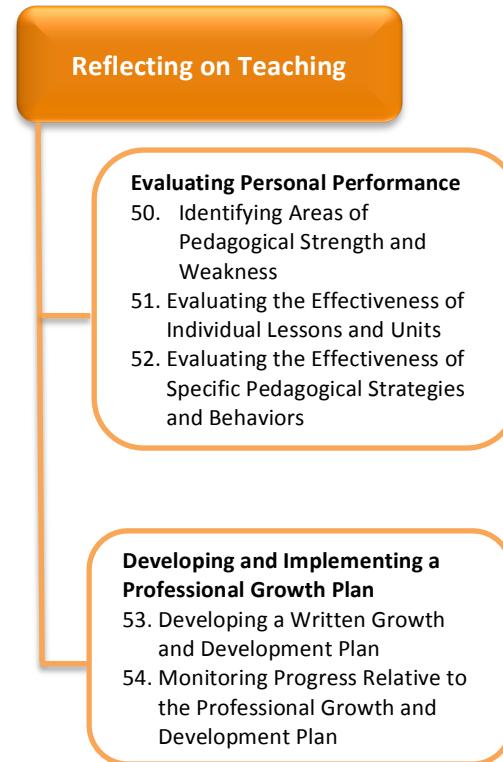 Reflecting on Teaching
Evaluating Personal Performance
50. Identifying Areas of
Pedagogical Strength and
Weakness
51. Evaluating the Effectiveness of
Individual Lessons and Units
52. Evaluating the Effectiveness of
Specific Pedagogical Strategies
and Behaviors
Developing and Implementing a
Professional Growth Plan
53. Developing a Written Growth
and Development Plan
54. Monitoring Progress Relative to
the Professional Growth and
Development Plan